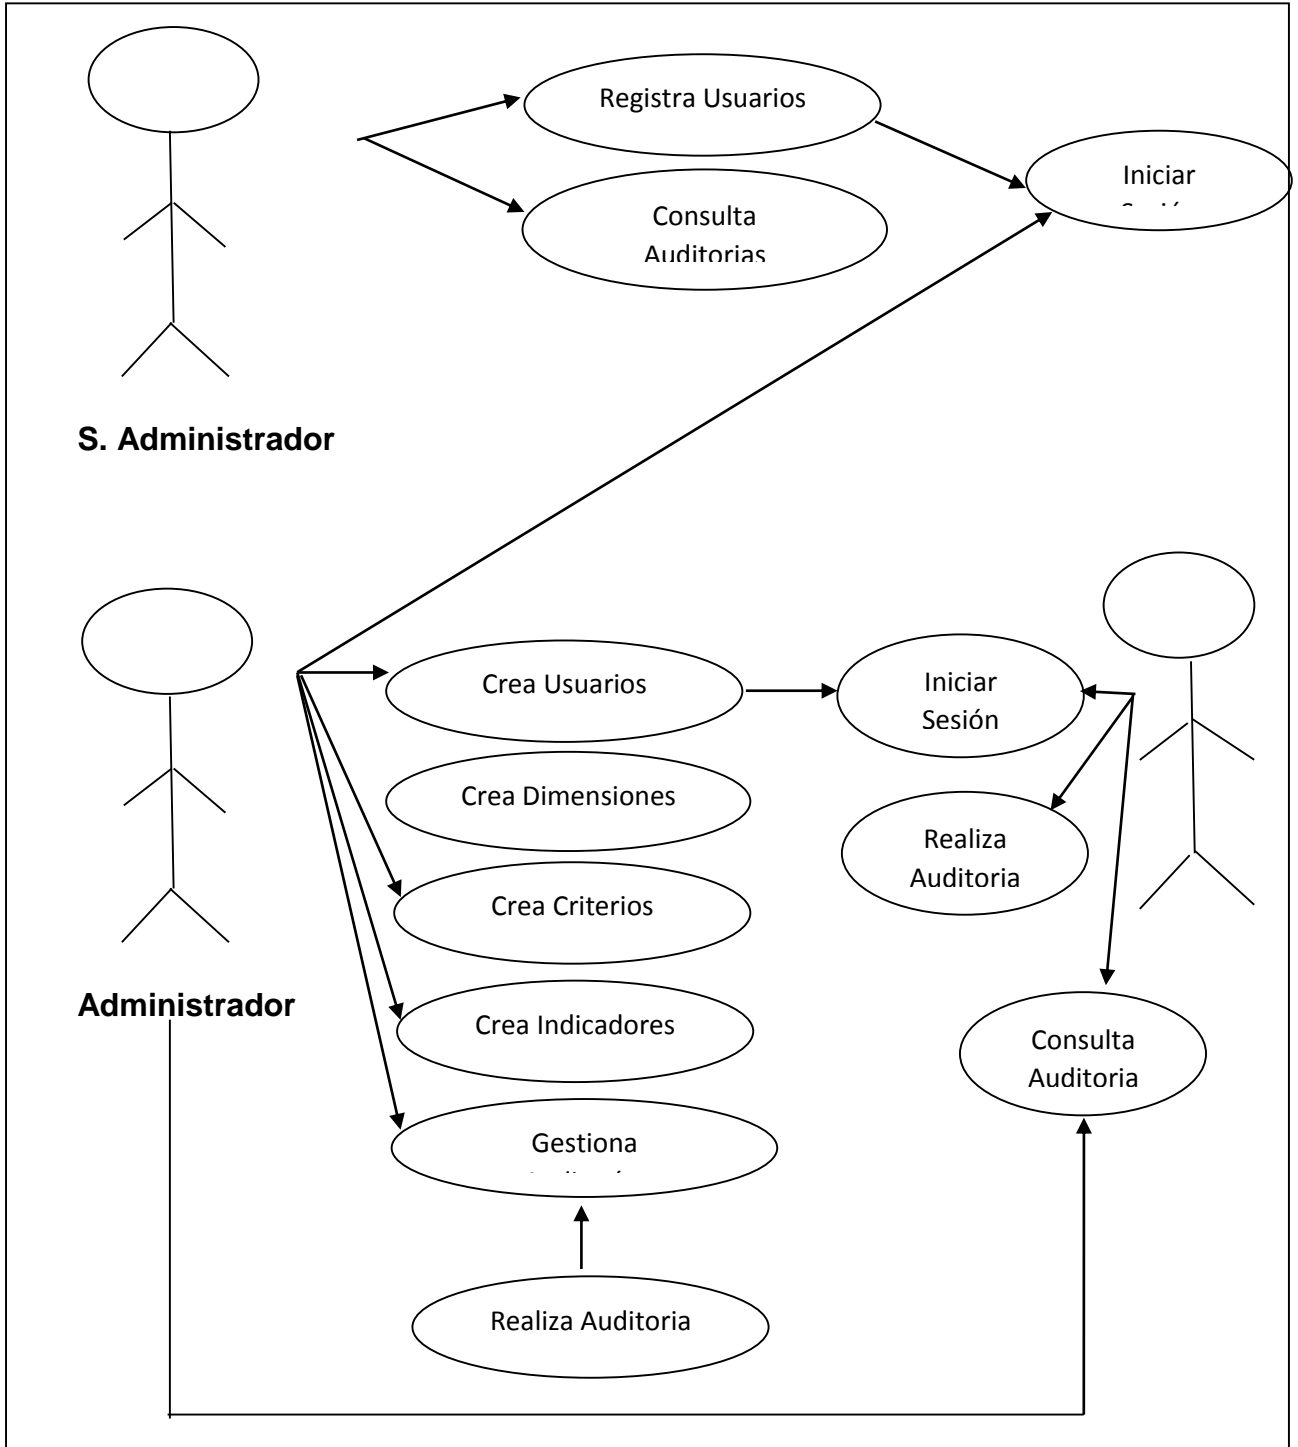 Registra Usuarios
Iniciar
Consulta
Auditorias
S. Administrador
Crea Usuarios
Iniciar
Sesión
Crea Dimensiones
Realiza
Auditoria
Crea Criterios
Administrador
Crea Indicadores
Consulta
Auditoria
Gestiona
Realiza Auditoria